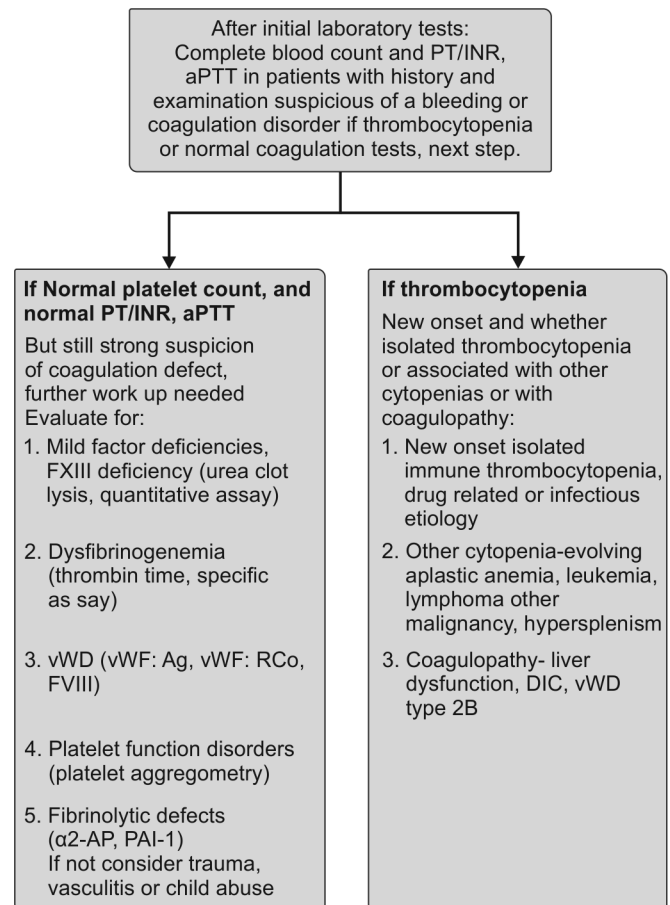 After initial laboratory tests:
Complete blood count and PT/INR,
aPTT in patients with history and
examination suspicious of a bleeding or
coagulation disorder if thrombocytopenia
or normal coagulation tests, next step.
If Normal platelet count, and
normal PT/INR, aPTT
But still strong suspicion
of coagulation defect,
further work up needed
Evaluate for:
1. Mild factor deficiencies,
FXIII deficiency (urea clot
lysis, quantitative assay)
2. Dysfibrinogenemia
(thrombin time, specific
as say)
3. vWD (vWF: Ag, vWF: RCo,
FVIII)
4. Platelet function disorders
(platelet aggregometry)
5. Fibrinolytic defects
(α2-AP, PAI-1)
If not consider trauma,
vasculitis or child abuse
If thrombocytopenia
New onset and whether
isolated thrombocytopenia
or associated with other
cytopenias or with
coagulopathy:
1. New onset isolated
immune thrombocytopenia,
drug related or infectious
etiology
2. Other cytopenia-evolving
aplastic anemia, leukemia,
lymphoma other
malignancy, hypersplenism
3. Coagulopathy- liver
dysfunction, DIC, vWD
type 2B